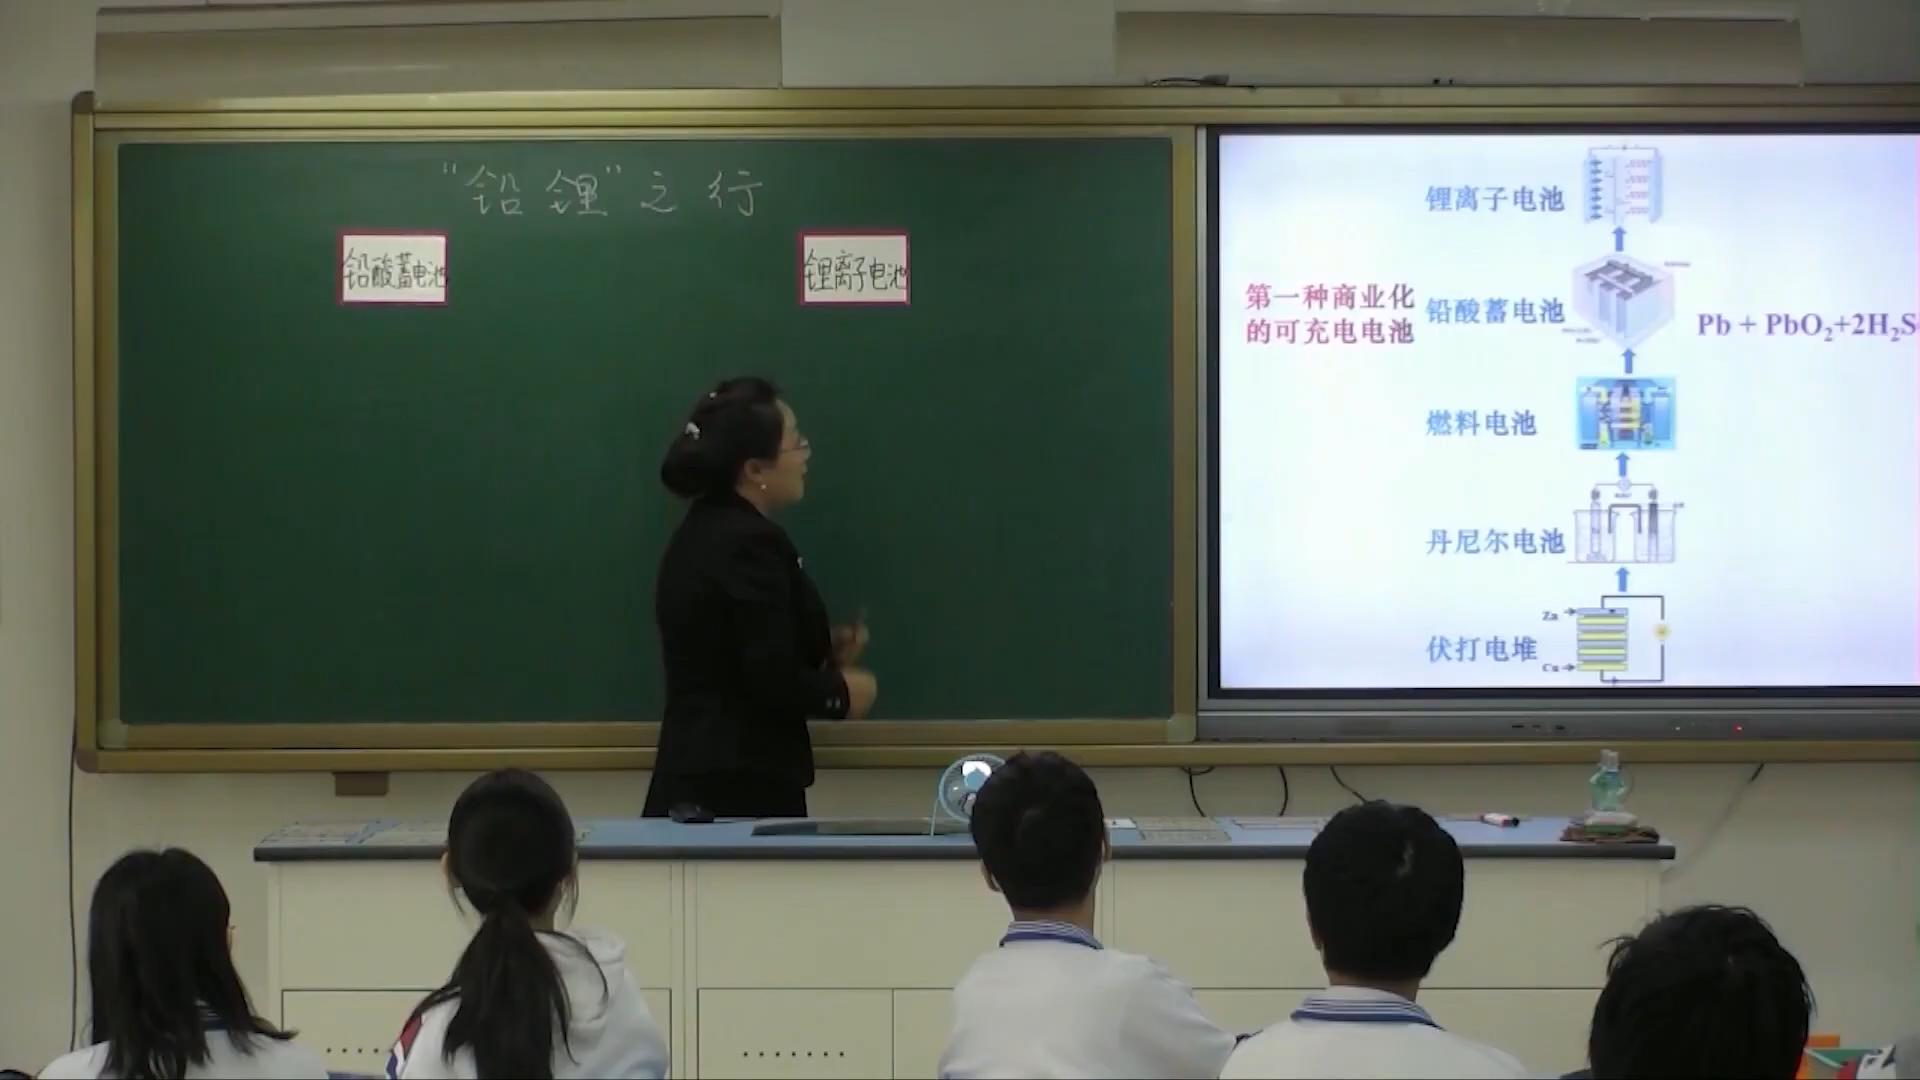 “铅锂”之行
铅酸蓄电池
锂离子电池
锂离子电池
第一种商业化
的可充电电池
铅酸蓄电池
Pb + PbO₂+2H₂S
燃料电池
丹尼尔电池
Zn
伏打电堆
Cu